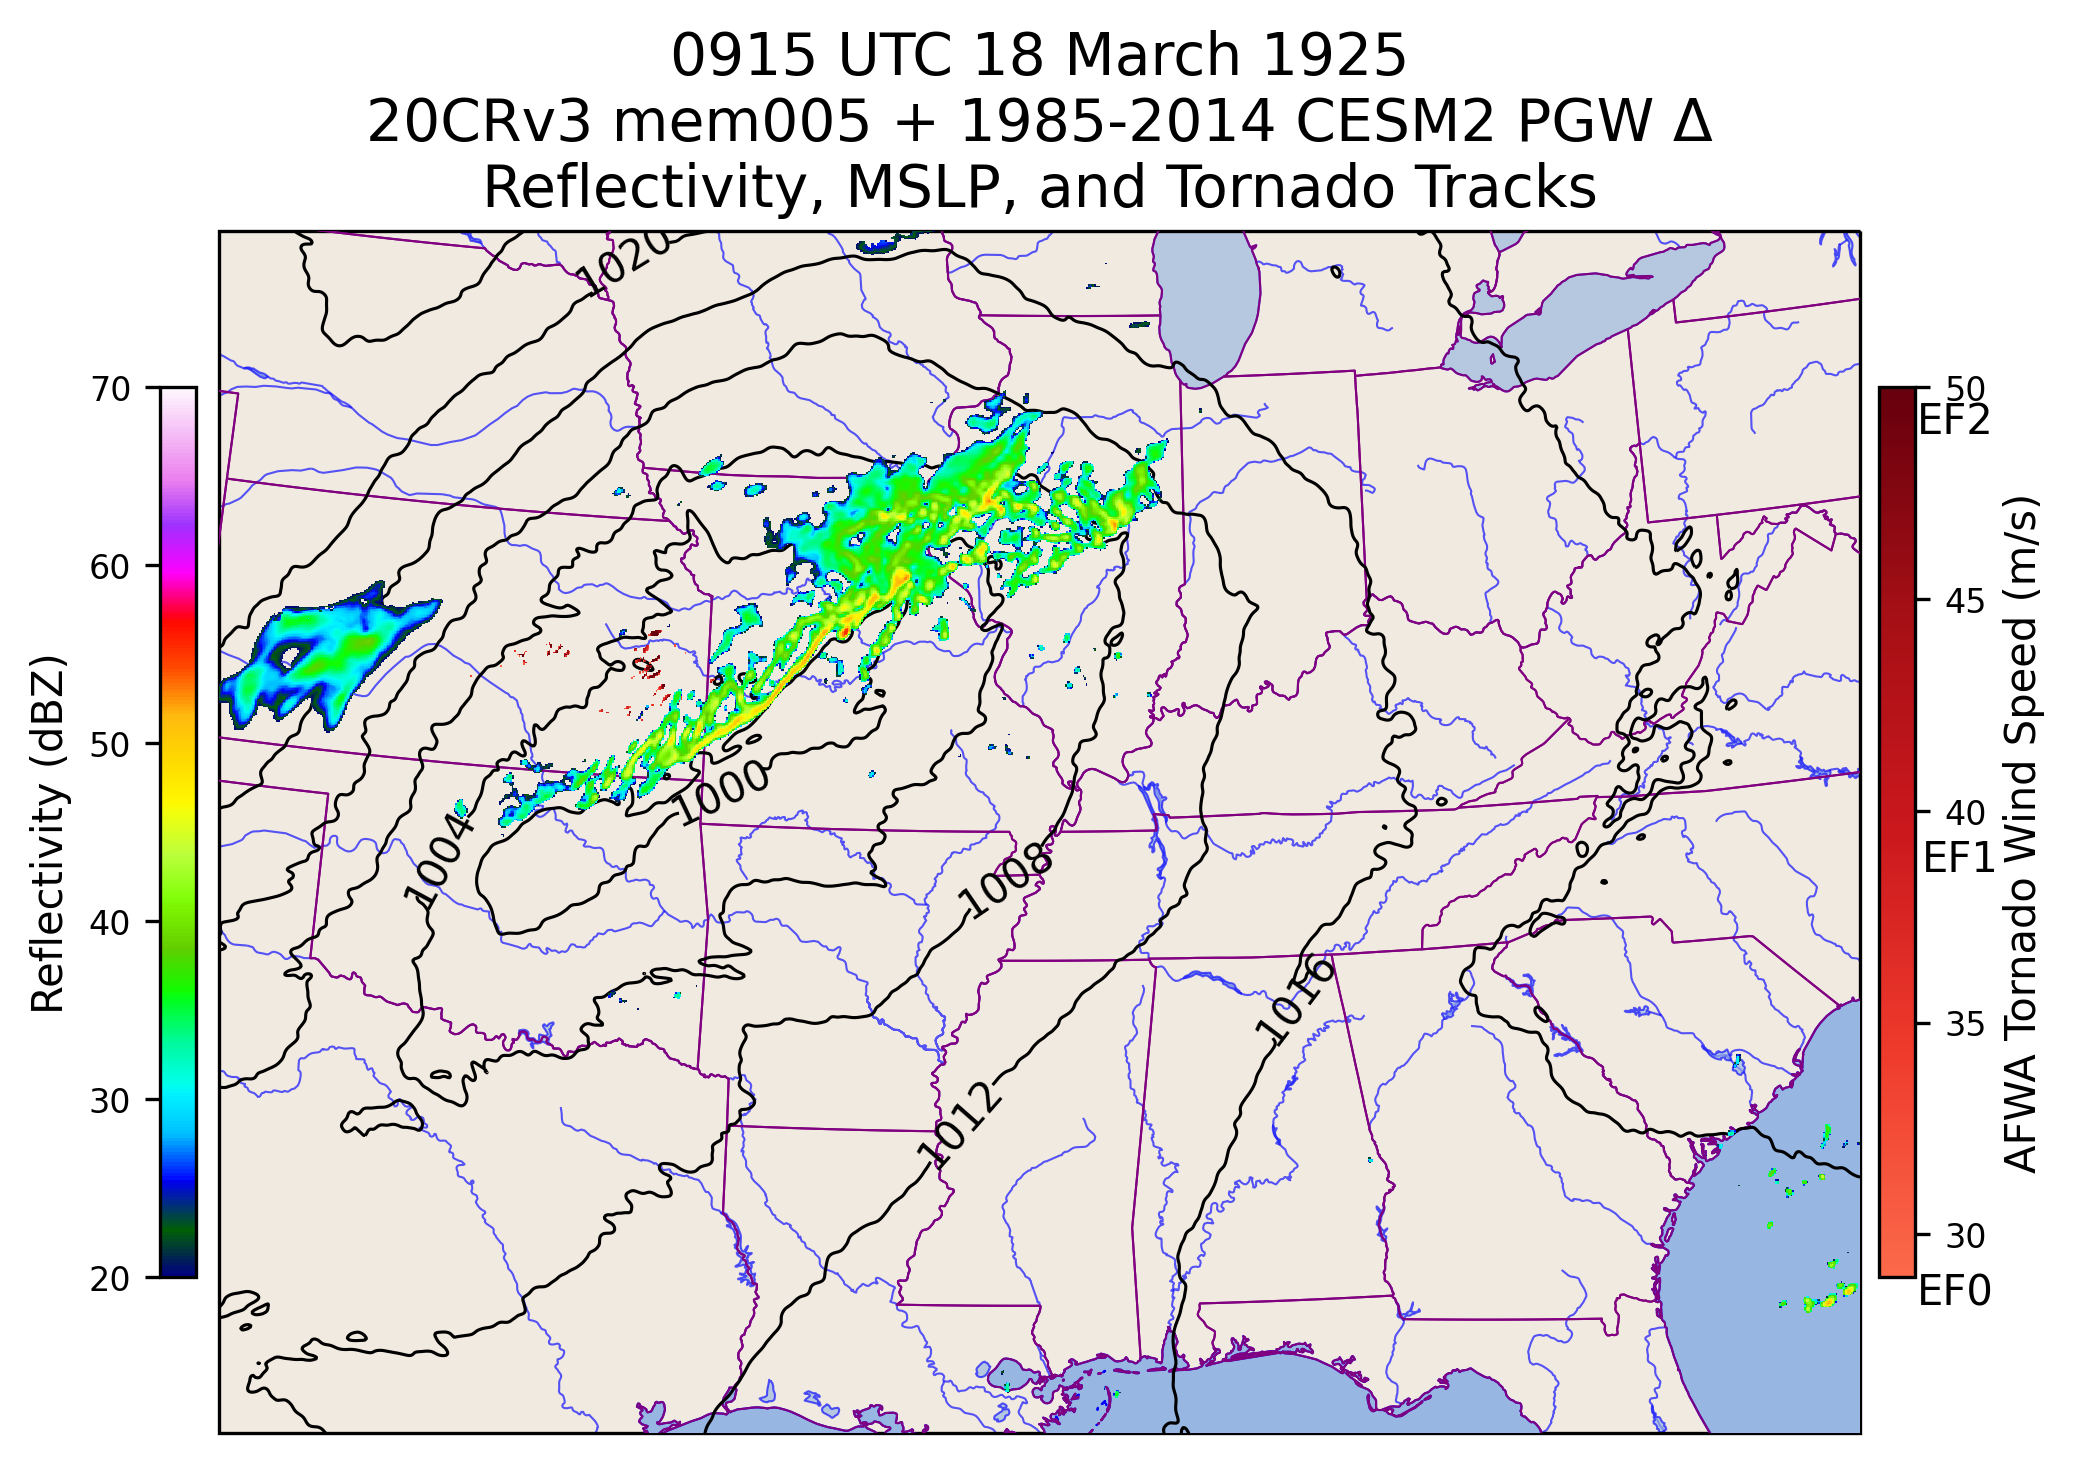 0915 UTC 18 March 1925
20CRv3 mem005 + 1985-2014 CESM2 PGW Δ
Reflectivity, MSLP, and Tornado Tracks
Reflectivity (dBZ)
70
60
50
40
30
20
1020
1000
1004
1008
1016
1012
50
EF2
45
40
EF1
35
30
EF0
AFWA Tornado Wind Speed (m/s)